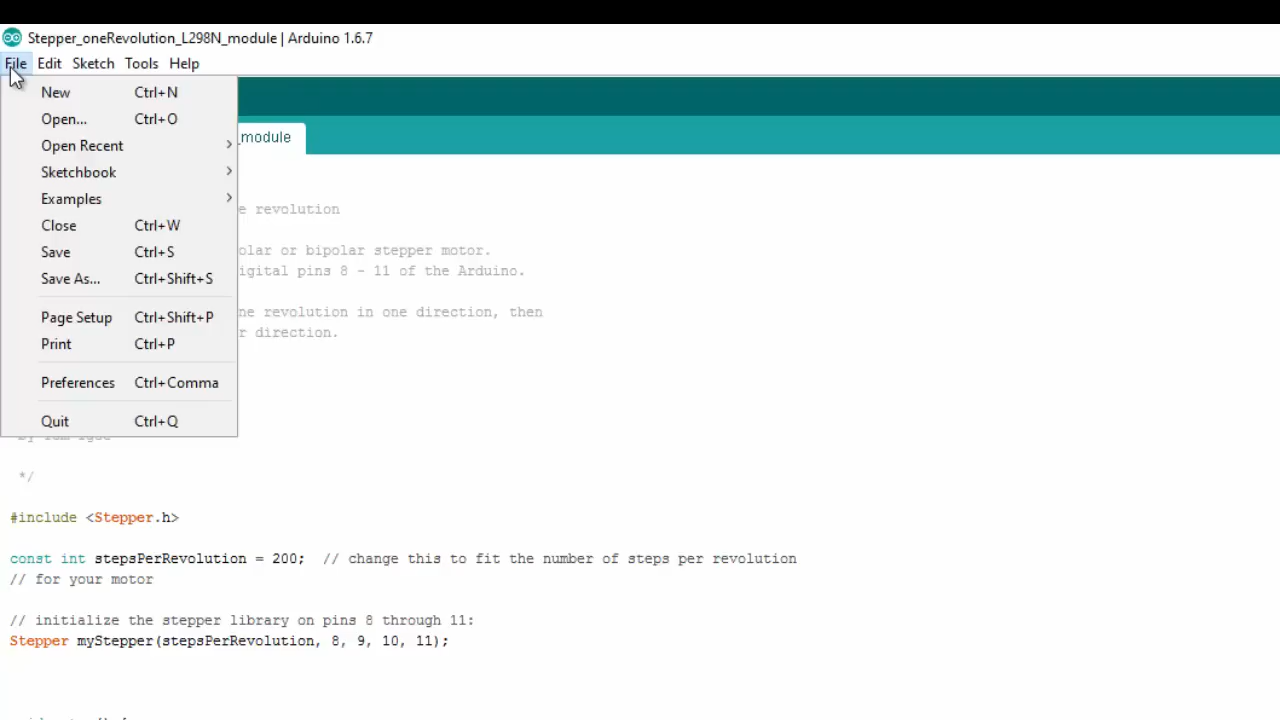 Stepper_oneRevolution_L298N_module | Arduino 1.6.7
File Edit Sketch Tools Help
New Ctrl+N
Open... Ctrl+O
Open Recent
Sketchbook
Examples
Close Ctrl+W
Save Ctrl+S
Save As... Ctrl+Shift+S
Page Setup Ctrl+Shift+P
Print Ctrl+P
Preferences Ctrl+Comma
Quit Ctrl+Q
_module
e revolution
olar or bipolar stepper motor.
igital pins 8 - 11 of the Arduino.
ne revolution in one direction, then
r direction.
*/
#include <Stepper.h>
const int stepsPerRevolution = 200; // change this to fit the number of steps per revolution
// for your motor
// initialize the stepper library on pins 8 through 11:
Stepper myStepper(stepsPerRevolution, 8, 9, 10, 11);